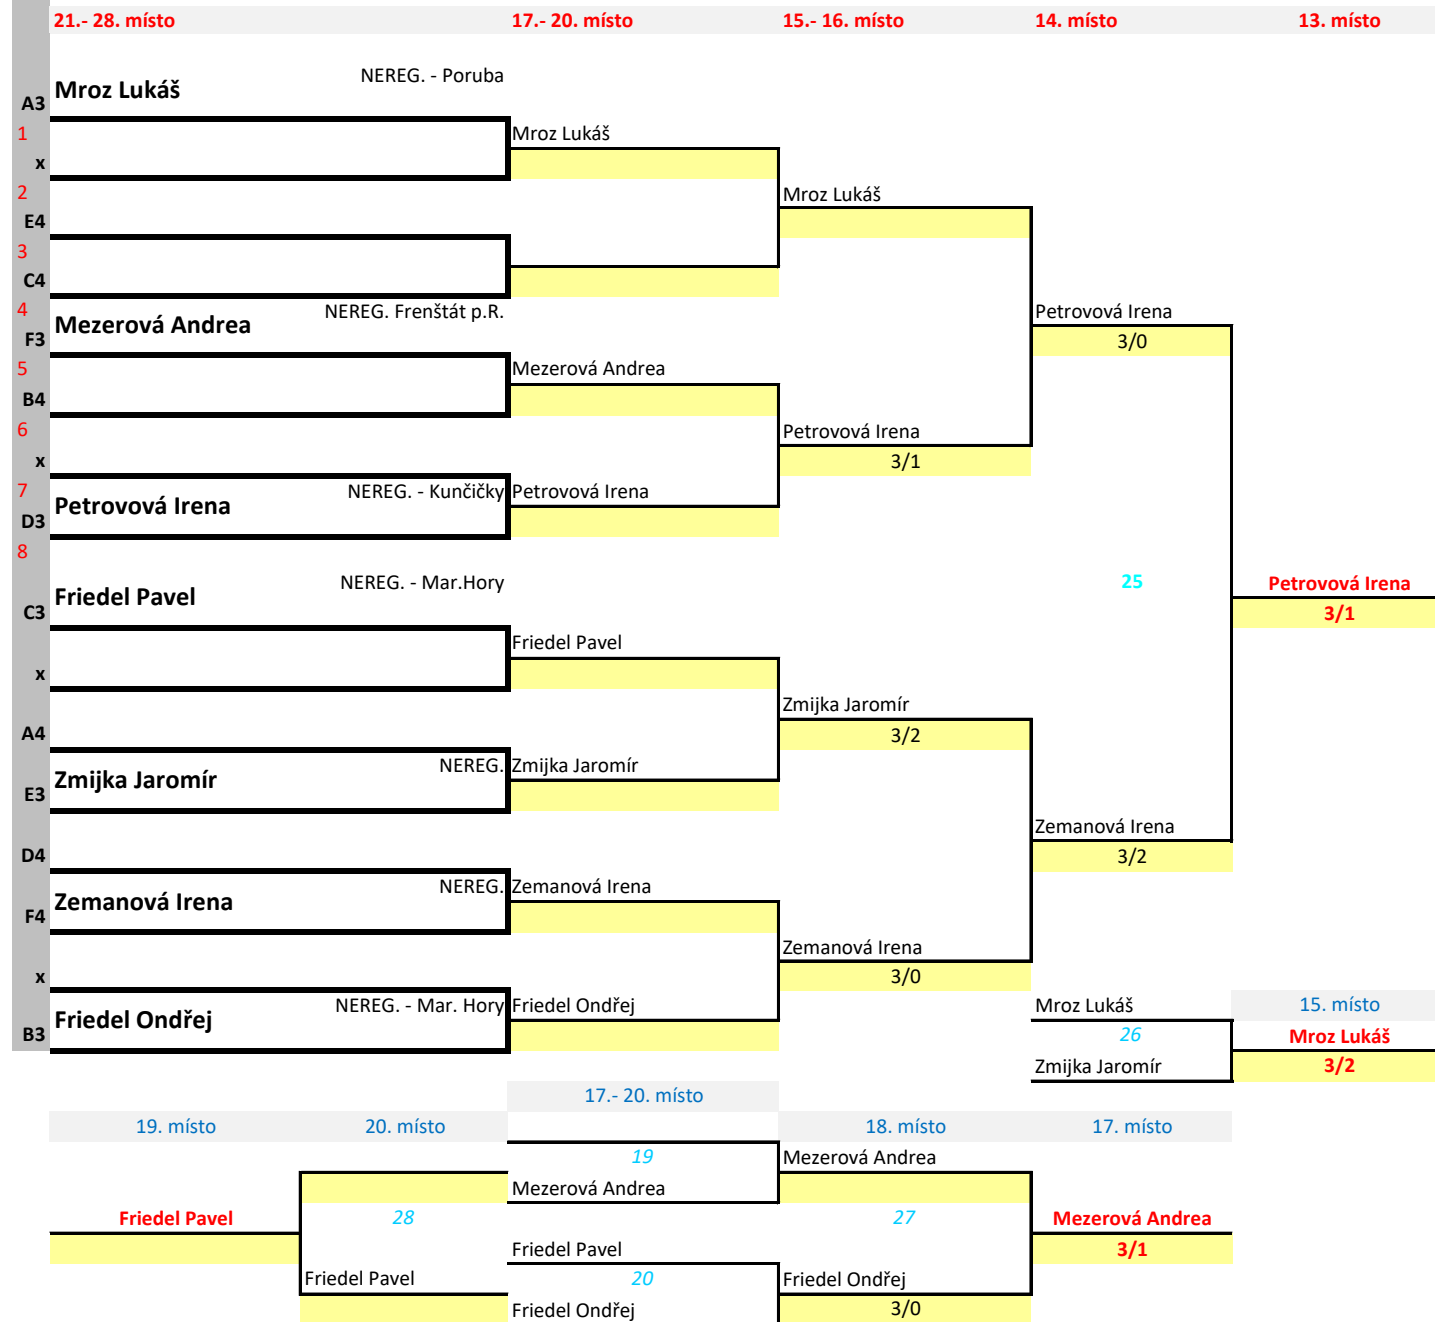 21.- 28. místo 17.- 20. místo 15.- 16. místo 14. místo 13. místo
NEREG. - Poruba
Mroz Lukáš
A3
1 Mroz Lukáš
x
2 Mroz Lukáš
E4
3
C4
4 NEREG. Frenštát p.R. Petrovová Irena
Mezerová Andrea
F3 3/0
5 Mezerová Andrea
B4
6 Petrovová Irena
x 3/1
7 NEREG. - Kunčičky Petrovová Irena
Petrovová Irena
D3
8
NEREG. - Mar.Hory 25 Petrovová Irena
Friedel Pavel
C3 3/1
Friedel Pavel
x
Zmijka Jaromír
A4 3/2
NEREG. Zmijka Jaromír
Zmijka Jaromír
E3
Zemanová Irena
D4 3/2
NEREG. Zemanová Irena
Zemanová Irena
F4
Zemanová Irena
x 3/0
NEREG. - Mar. Hory Friedel Ondřej Mroz Lukáš 15. místo
Friedel Ondřej
B3 26 Mroz Lukáš
Zmijka Jaromír 3/2
17.- 20. místo
19. místo 20. místo 18. místo 17. místo
19 Mezerová Andrea
Mezerová Andrea
Friedel Pavel 28 27 Mezerová Andrea
Friedel Pavel 3/1
Friedel Pavel 20 Friedel Ondřej
Friedel Ondřej 3/0